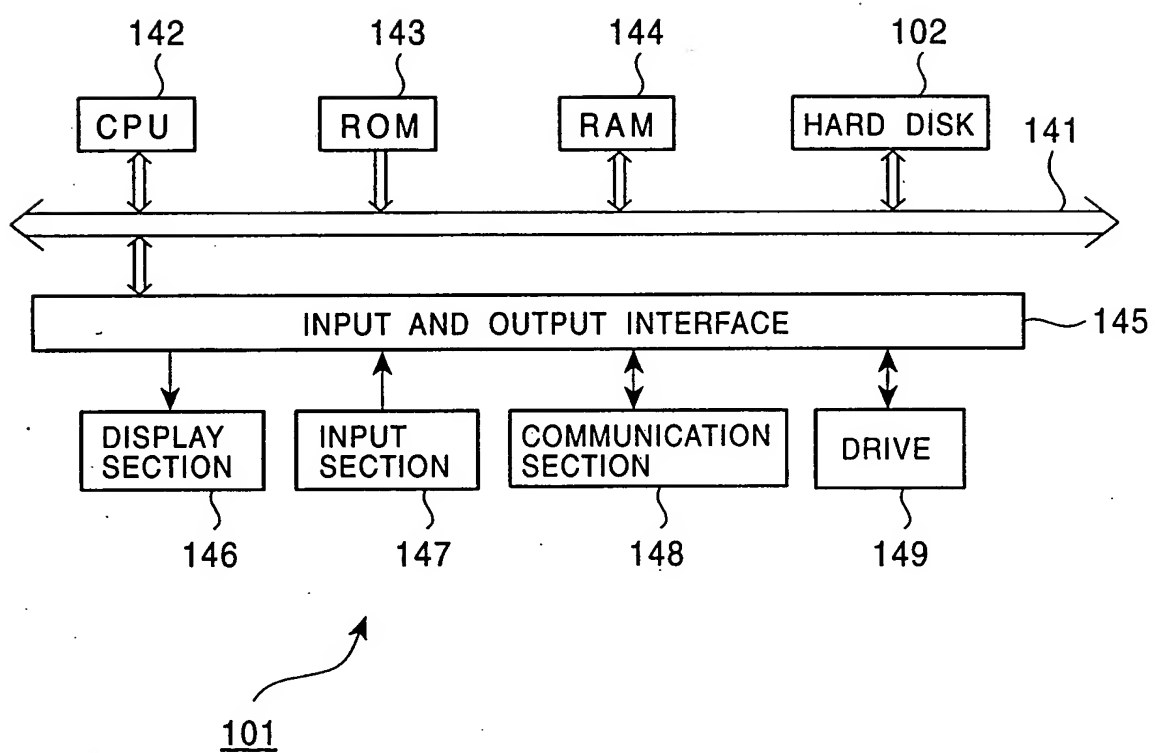 142
143
144
102
CPU
ROM
RAM
HARD DISK
141
INPUT AND OUTPUT INTERFACE
145
DISPLAY
SECTION
INPUT
SECTION
COMMUNICATION
SECTION
DRIVE
146
147
148
149
101